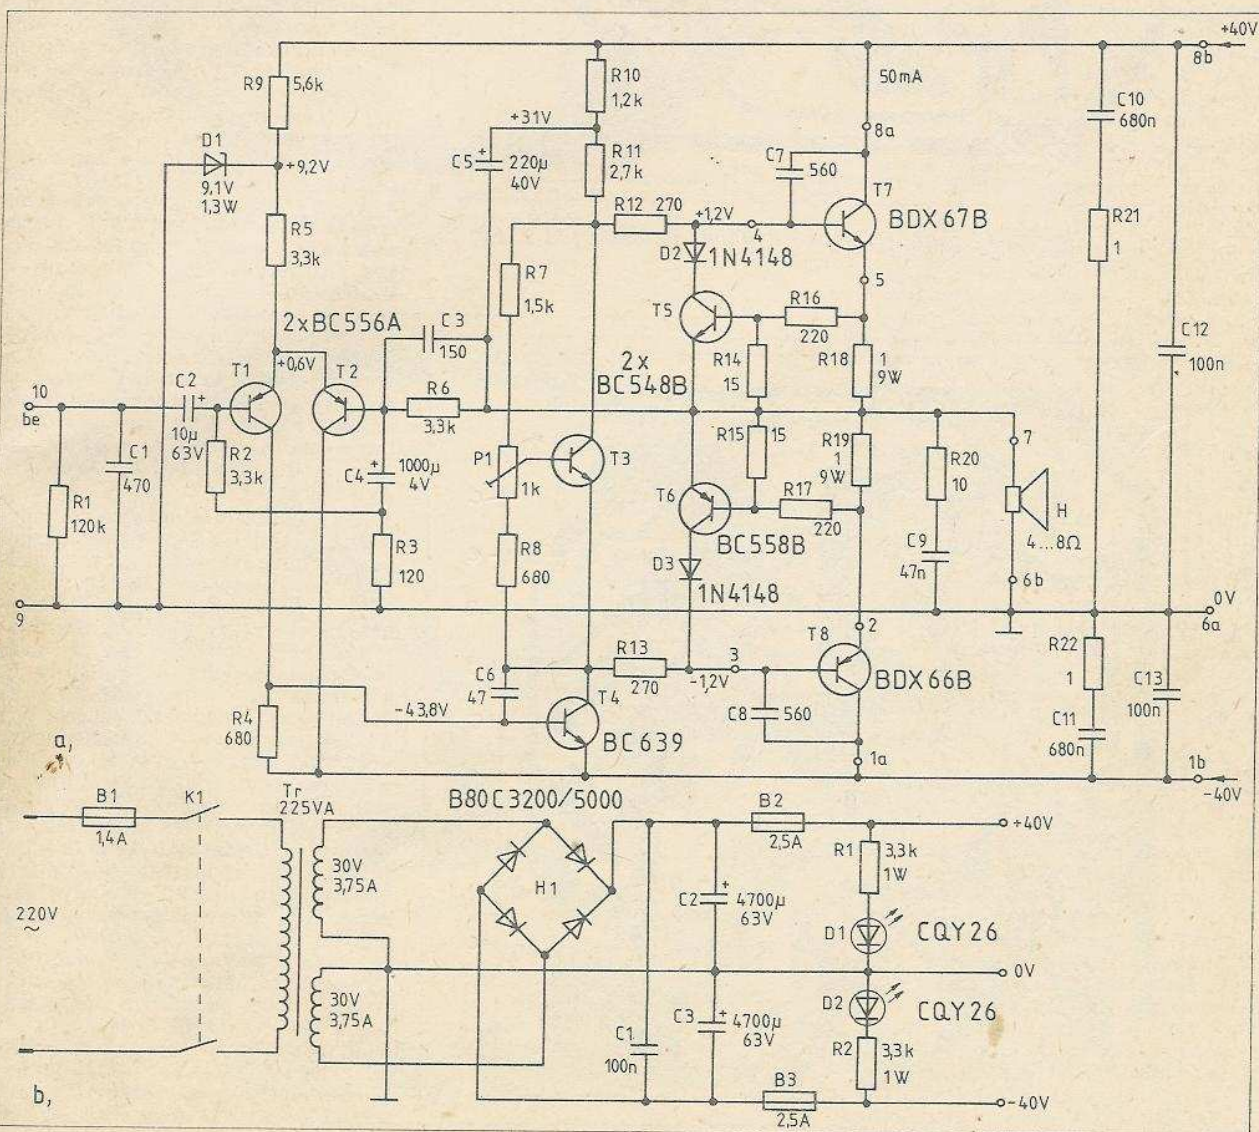 +40V
8b
R9 5,6k
R10 1,2k
50mA
C10 680n
+31V
8a
D1 9,1V 1,3W
+9,2V
C5 220µ 40V
R11 2,7k
C7 560
T7
BDX 67B
R5 3,3k
R12 270
+1,2V
4
R21 1
D2 1N4148
R7 1,5k
5
2xBC556A
C3 150
T5
R16 220
C12 100n
+0,6V
T1
T2
2x BC548B
R14 15
R18 1 9W
10
be
C2 10µ 63V
R6 3,3k
R15 15
R19 1 9W
7
C1 470
R2 3,3k
C4 1000µ 4V
P1 1k
T3
R20 10
T6
R17 220
H
4...8Ω
R1 120k
BC558B
R3 120
R8 680
C9 47n
D3 1N4148
6b
9
0V
6a
2
T8
R13 270
3
-1,2V
BDX 66B
R22 1
C13 100n
C6 47
T4
R4 680
-43,8V
C8 560
BC639
C11 680n
1a
1b
-40V
a,
B1 1,4A
K1
Tr 225VA
B80C3200/5000
B2 2,5A
+40V
30V 3,75A
H1
R1 3,3k 1W
C2 4700µ 63V
220V
~
D1 CQY26
0V
30V 3,75A
D2 CQY26
C1 100n
C3 4700µ 63V
R2 3,3k 1W
b,
B3 2,5A
-40V